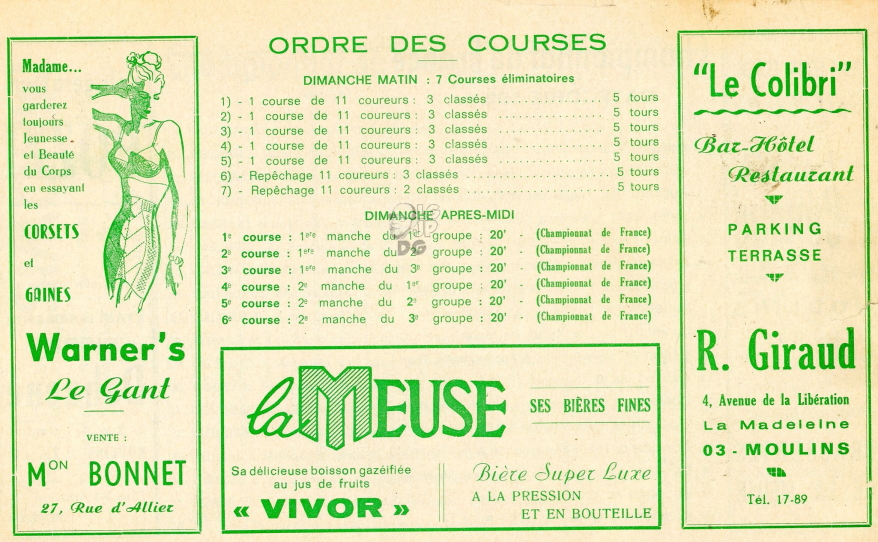 Madame...
vous
garderez
toujours
Jeunesse
et Beauté
du Corps
en essayant
les
CORSETS
et
GAINES
Warner's
Le Gant
VENTE :
Mon BONNET
27, Rue d'Allier
ORDRE DES COURSES
DIMANCHE MATIN : 7 Courses éliminatoires
1) - 1 course de 11 coureurs : 3 classés .................. 5 tours
2) - 1 course de 11 coureurs : 3 classés .................. 5 tours
3) - 1 course de 11 coureurs : 3 classés .................. 5 tours
4) - 1 course de 11 coureurs : 3 classés .................. 5 tours
5) - 1 course de 11 coureurs : 3 classés .................. 5 tours
6) - Repêchage 11 coureurs : 3 classés .................. 5 tours
7) - Repêchage 11 coureurs : 2 classés .................. 5 tours
DIMANCHE APRES-MIDI
1e course : 1ere manche du 1e groupe : 20' - (Championnat de France)
2e course : 1ere manche du 2e groupe : 20' - (Championnat de France)
3e course : 1ere manche du 3e groupe : 20' - (Championnat de France)
4e course : 2e manche du 1er groupe : 20' - (Championnat de France)
5e course : 2e manche du 2e groupe : 20' - (Championnat de France)
6e course : 2e manche du 3e groupe : 20' - (Championnat de France)
DG
la MEUSE
SES BIÈRES FINES
Sa délicieuse boisson gazéifiée
au jus de fruits
« VIVOR »
Bière Super Luxe
A LA PRESSION
ET EN BOUTEILLE
"Le Colibri"
Bar-Hôtel
Restaurant
PARKING
TERRASSE
R. Giraud
4, Avenue de la Libération
La Madeleine
03 - MOULINS
Tél. 17-89